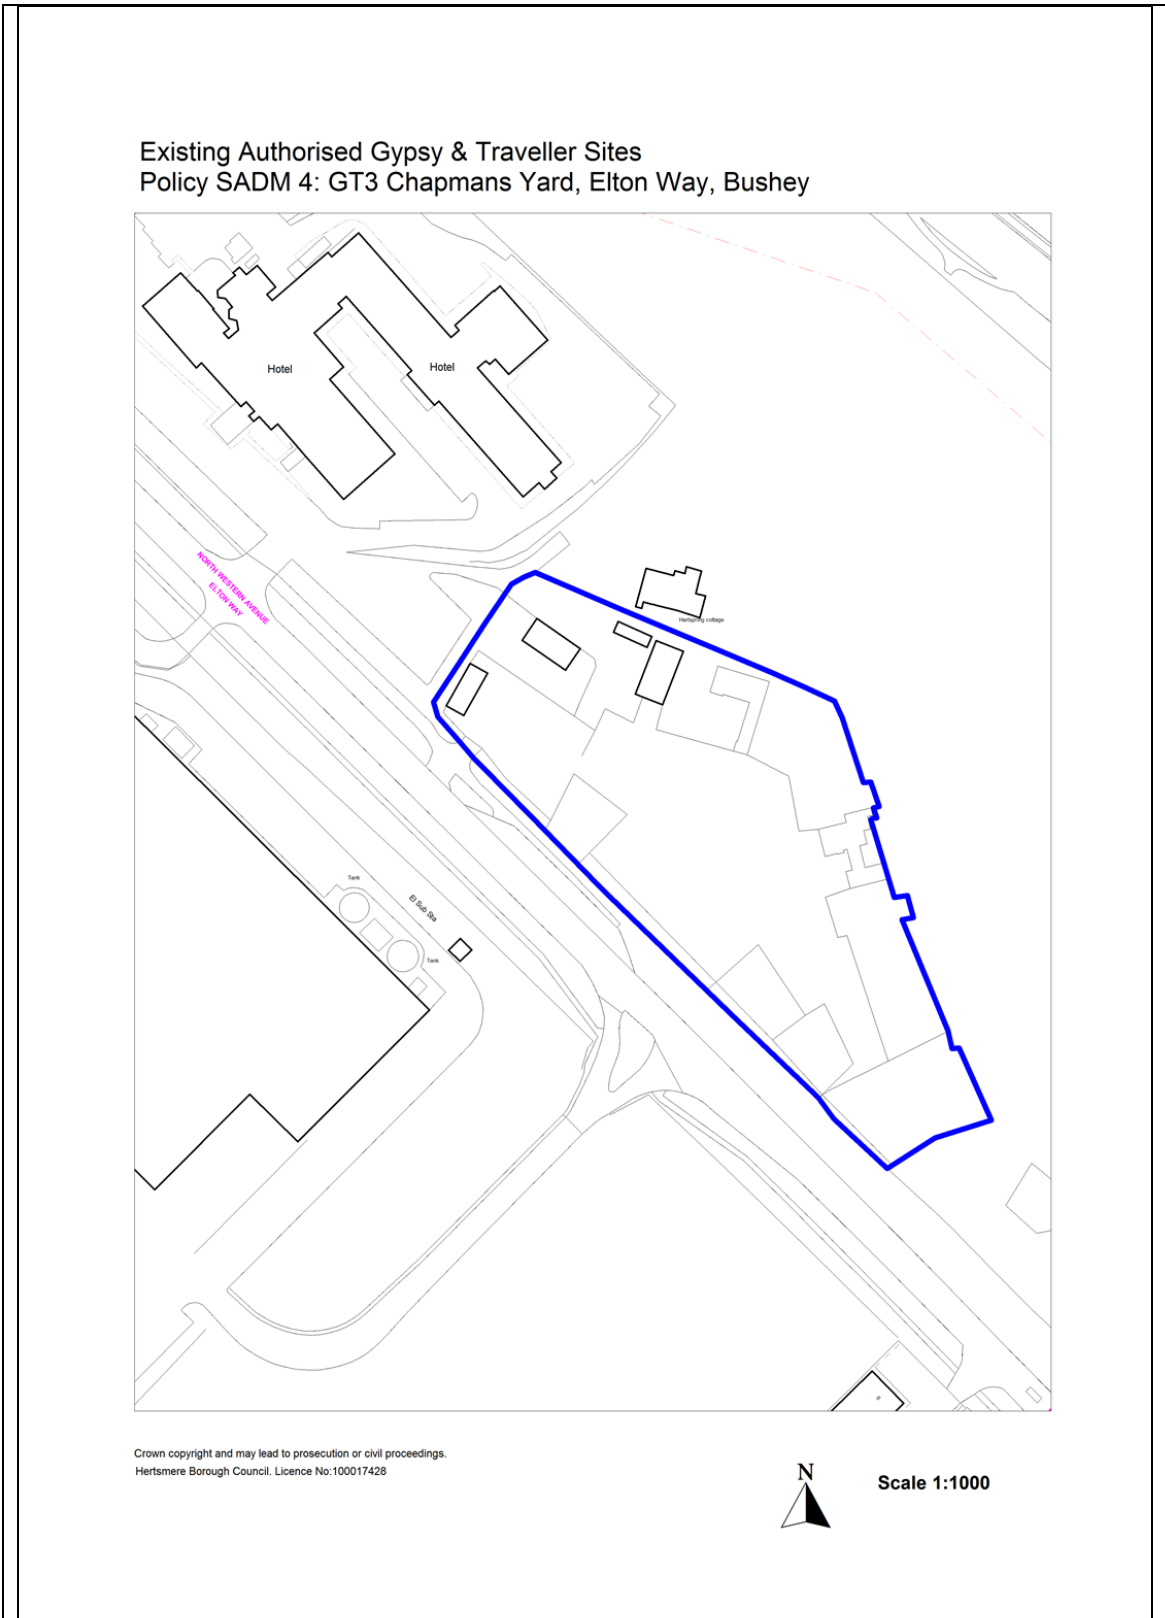 Existing Authorised Gypsy & Traveller Sites
Policy SADM 4: GT3 Chapmans Yard, Elton Way, Bushey
Hotel
Hotel
NORTH WESTERN AVENUE
ELTON WAY
Hartspring cottage
Tank
El Sub Sta
Tank
Crown copyright and may lead to prosecution or civil proceedings.
Hertsmere Borough Council. Licence No:100017428
N
Scale 1:1000